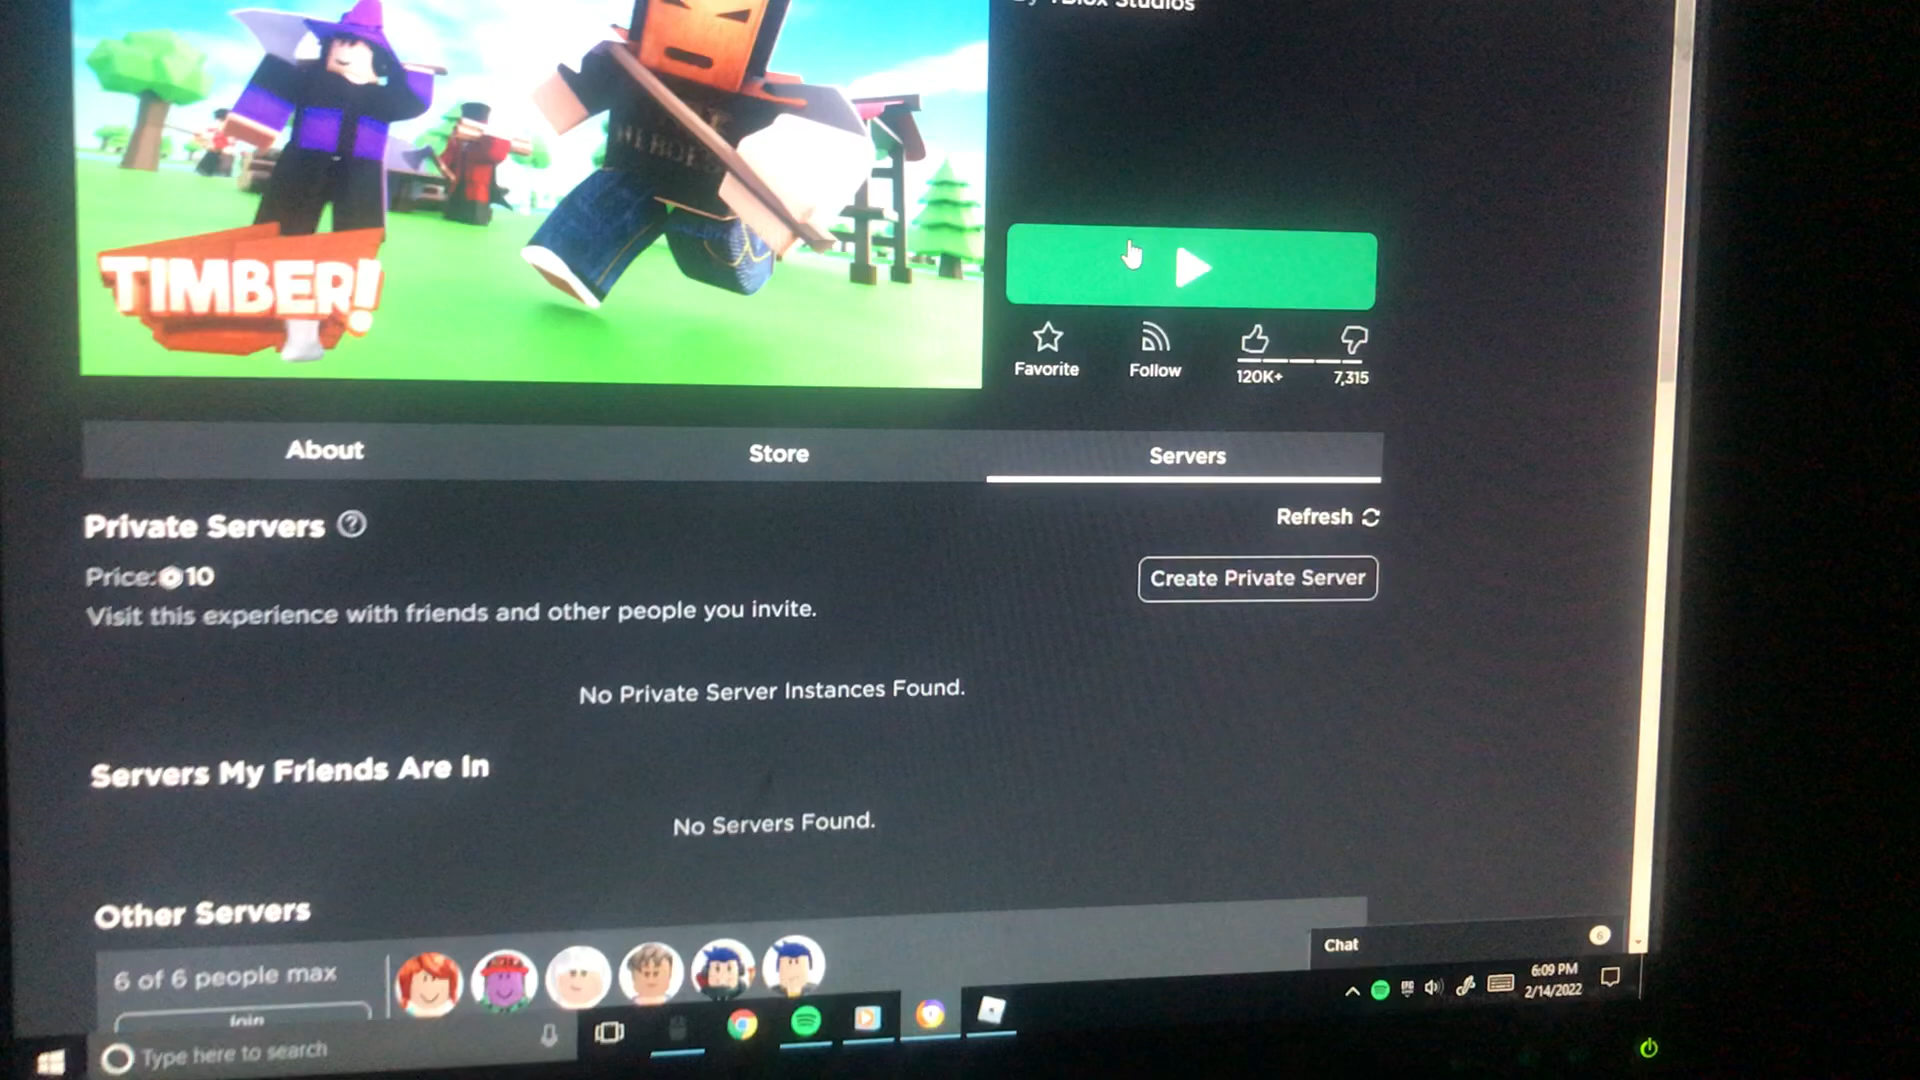 Studios
TIMBER!
Favorite
Follow
120K+
7,315
About
Store
Servers
Private Servers
Refresh
Price: 10
Create Private Server
Visit this experience with friends and other people you invite.
No Private Server Instances Found.
Servers My Friends Are In
No Servers Found.
Other Servers
6 of 6 people max
Join
Chat
6
6:09 PM
2/14/2022
Type here to search